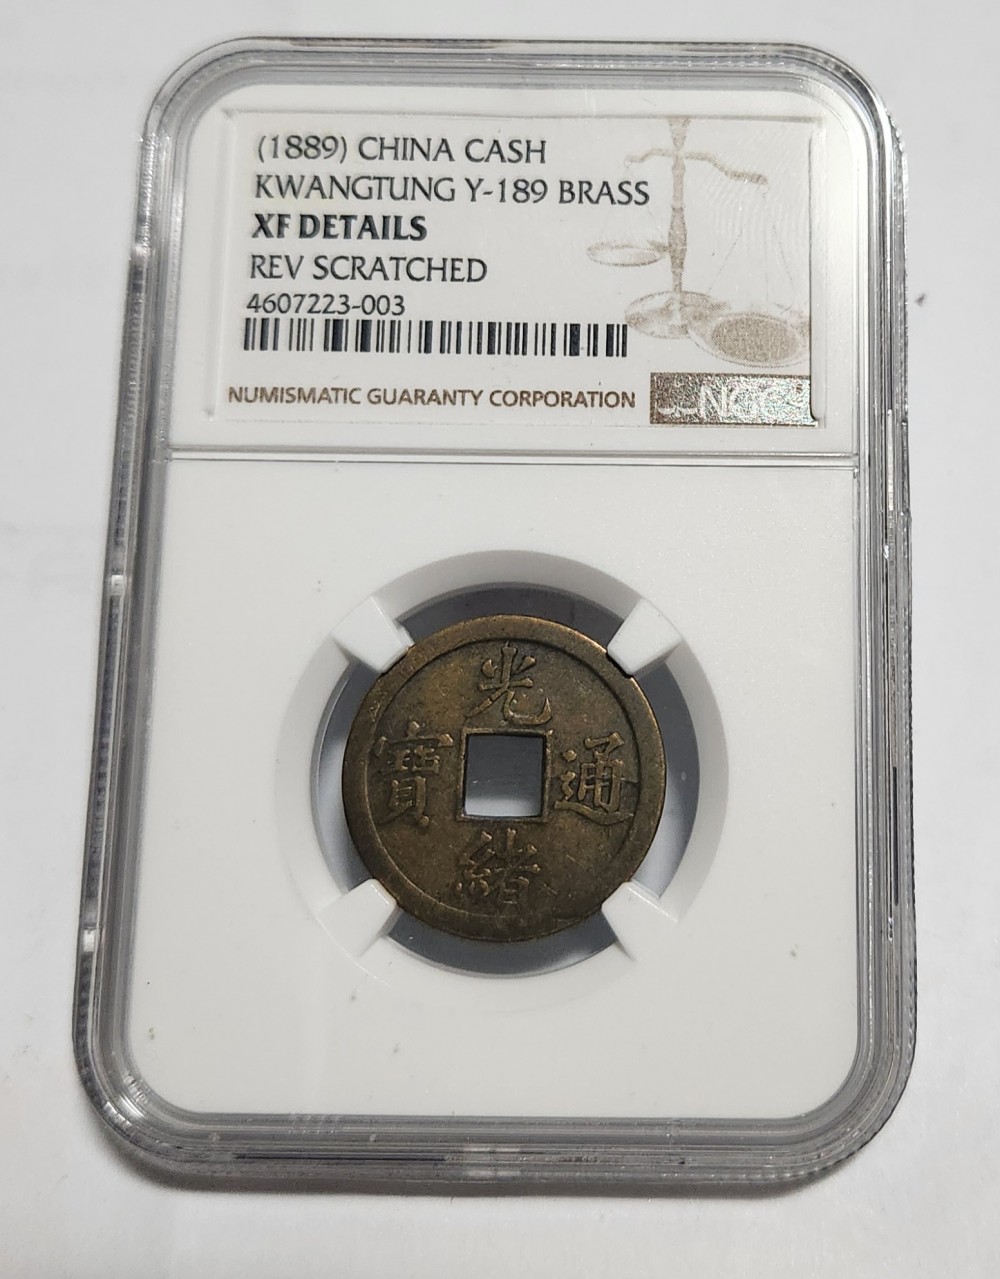 (1889) CHINA CASH
KWANGTUNG Y-189 BRASS
XF DETAILS
REV SCRATCHED
4607223-003
NUMISMATIC GUARANTY CORPORATION
NGC
光
寶 通
緒